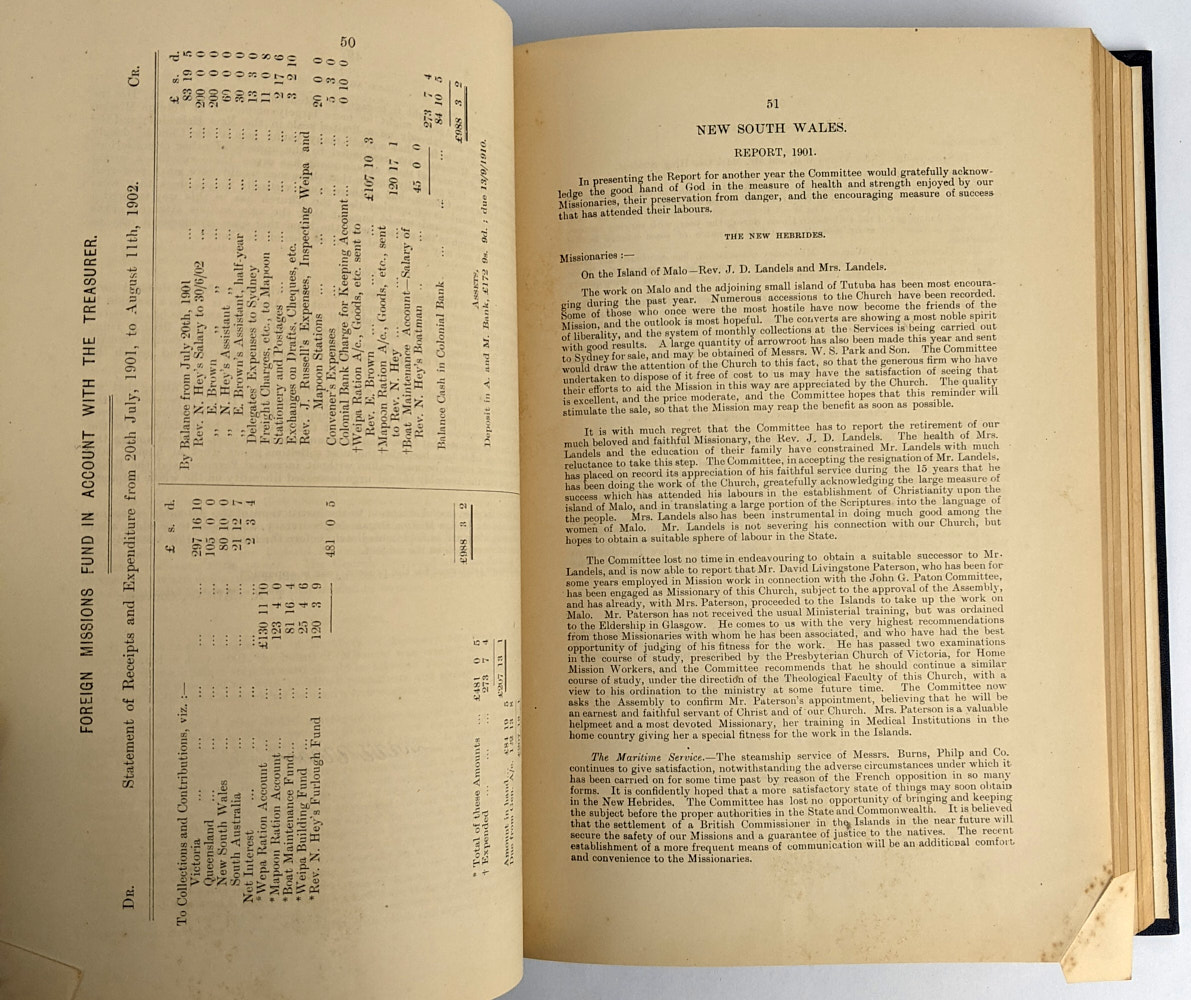 50
FOREIGN MISSIONS FUND IN ACCOUNT WITH THE TREASURER.
DR. Statement of Receipts and Expenditure from 20th July, 1901, to August 11th, 1902. CR.
£ s. d.
To Collections and Contributions, viz. :—
Victoria ... ... ... 297 16 10
Queensland ... ... ... 105 0 0
New South Wales ... ... 80 10 0
South Australia ... ... 21 12 7
Net Interest ... ... ... 2 3 4
*Wepa Ration Account ... £130 11 10
*Mapoon Ration Account ... 123 4 0
*Boat Maintenance Fund... 81 16 4
*Weipa Building Fund ... 25 4 6
*Rev. N. Hey's Furlough Fund ... 120 3 9
481 0 5
£988 3 2
* Total of these Amounts ... £481 0 5
† Expended ... ... 273 7 4
£207 13 1
£ s. d.
By Balance from July 20th, 1901 ... ... 83 19 5
Rev. N. Hey's Salary to 30/6/02 ... ... 200 0 0
,, E. Brown ,, ,, ... 200 0 0
,, N. Hey's Assistant ,, ... 60 0 0
,, E. Brown's Assistant, half-year ... 30 0 0
Delegates' Expenses to Sydney ... ... 13 3 0
Freight Charges, etc., to Mapoon ... ... 11 0 8
Stationery and Postages ... ... 2 17 6
Exchanges on Drafts, Cheques, etc. ... 3 2 10
Rev. J. Russell's Expenses, Inspecting Weipa and
Mapoon Stations ... ... 20 0 0
Convener's Expenses ... ... 5 3 0
Colonial Bank Charge for Keeping Account ... 0 10 0
†Weipa Ration A/c., Goods, etc. sent to
Rev. E. Brown ... ... £107 10 3
†Mapoon Ration A/c, Goods, etc., sent
to Rev. N. Hey ... ... 120 17 1
†Boat Maintenance Account—Salary of
Rev. N. Hey's Boatman ... 45 0 0
273 7 4
Balance Cash in Colonial Bank ... ... 84 10 5
£988 3 2
ASSETS.
Deposit in A. and M. Bank, £172 9s. 9d. ; due 13/9/1910.
51
NEW SOUTH WALES.
REPORT, 1901.
In presenting the Report for another year the Committee would gratefully acknow-
ledge the good hand of God in the measure of health and strength enjoyed by our
Missionaries, their preservation from danger, and the encouraging measure of success
that has attended their labours.
THE NEW HEBRIDES.
Missionaries :—
On the Island of Malo—Rev. J. D. Landels and Mrs. Landels.
The work on Malo and the adjoining small island of Tutuba has been most encoura-
ging during the past year. Numerous accessions to the Church have been recorded.
Some of those who once were the most hostile have now become the friends of the
Mission, and the outlook is most hopeful. The converts are showing a most noble spirit
of liberality, and the system of monthly collections at the Services is being carried out
with good results. A large quantity of arrowroot has also been made this year and sent
to Sydney for sale, and may be obtained of Messrs. W. S. Park and Son. The Committee
would draw the attention of the Church to this fact, so that the generous firm who have
undertaken to dispose of it free of cost to us may have the satisfaction of seeing that
their efforts to aid the Mission in this way are appreciated by the Church. The quality
is excellent, and the price moderate, and the Committee hopes that this reminder will
stimulate the sale, so that the Mission may reap the benefit as soon as possible.
It is with much regret that the Committee has to report the retirement of our
much beloved and faithful Missionary, the Rev. J. D. Landels. The health of Mrs.
Landels and the education of their family have constrained Mr. Landels with much
reluctance to take this step. The Committee, in accepting the resignation of Mr. Landels,
has placed on record its appreciation of his faithful service during the 15 years that he
has been doing the work of the Church, greatefully acknowledging the large measure of
success which has attended his labours in the establishment of Christianity upon the
island of Malo, and in translating a large portion of the Scriptures into the language of
the people. Mrs. Landels also has been instrumental in doing much good among the
women of Malo. Mr. Landels is not severing his connection with our Church, but
hopes to obtain a suitable sphere of labour in the State.
The Committee lost no time in endeavouring to obtain a suitable successor to Mr.
Landels, and is now able to report that Mr. David Livingstone Paterson, who has been for
some years employed in Mission work in connection with the John G. Paton Committee,
has been engaged as Missionary of this Church, subject to the approval of the Assembly,
and has already, with Mrs. Paterson, proceeded to the Islands to take up the work on
Malo. Mr. Paterson has not received the usual Ministerial training, but was ordained
to the Eldership in Glasgow. He comes to us with the very highest recommendations
from those Missionaries with whom he has been associated, and who have had the best
opportunity of judging of his fitness for the work. He has passed two examinations
in the course of study, prescribed by the Presbyterian Church of Victoria, for Home
Mission Workers, and the Committee recommends that he should continue a similar
course of study, under the direction of the Theological Faculty of this Church, with a
view to his ordination to the ministry at some future time. The Committee now
asks the Assembly to confirm Mr. Paterson's appointment, believing that he will be
an earnest and faithful servant of Christ and of our Church. Mrs. Paterson is a valuable
helpmeet and a most devoted Missionary, her training in Medical Institutions in the
home country giving her a special fitness for the work in the Islands.
The Maritime Service.—The steamship service of Messrs. Burns, Philp and Co.
continues to give satisfaction, notwithstanding the adverse circumstances under which it
has been carried on for some time past by reason of the French opposition in so many
forms. It is confidently hoped that a more satisfactory state of things may soon obtain
in the New Hebrides. The Committee has lost no opportunity of bringing and keeping
the subject before the proper authorities in the State and Commonwealth. It is believed
that the settlement of a British Commissioner in the Islands in the near future will
secure the safety of our Missions and a guarantee of justice to the natives. The recent
establishment of a more frequent means of communication will be an additional comfort
and convenience to the Missionaries.